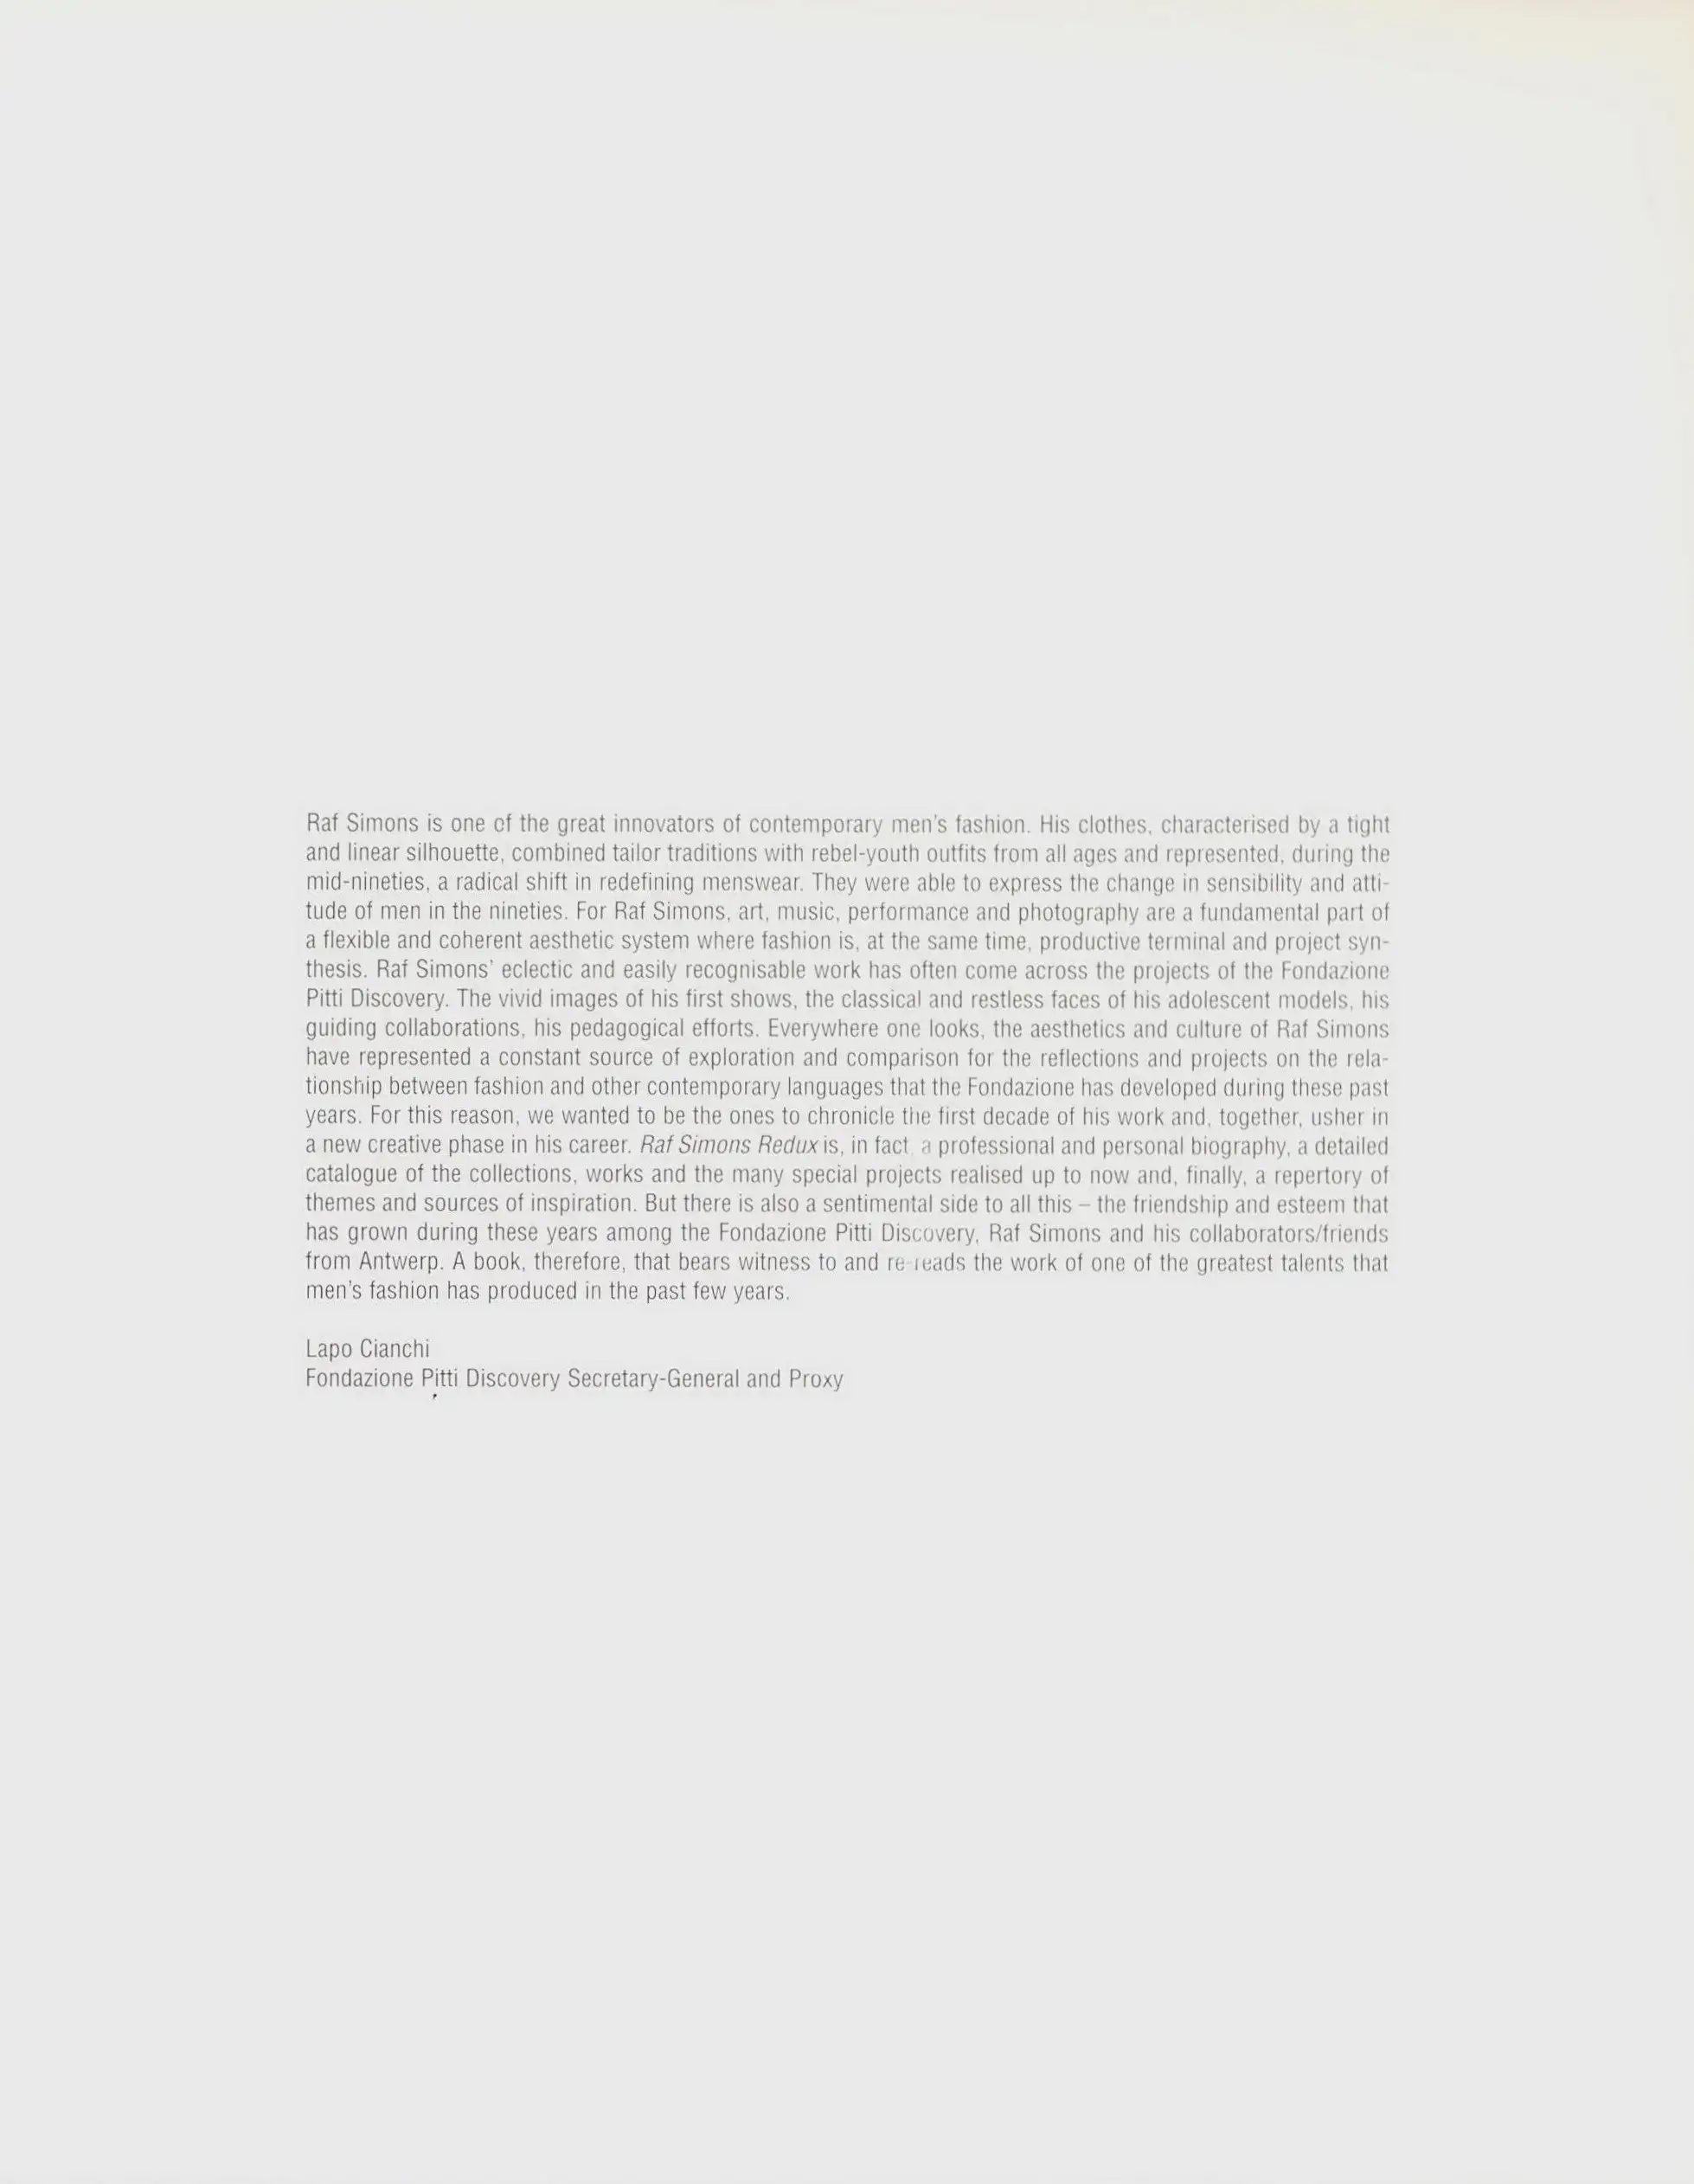 Raf Simons is one of the great innovators of contemporary men's fashion. His clothes, characterised by a tight
and linear silhouette, combined tailor traditions with rebel-youth outfits from all ages and represented, during the
mid-nineties, a radical shift in redefining menswear. They were able to express the change in sensibility and atti-
tude of men in the nineties. For Raf Simons, art, music, performance and photography are a fundamental part of
a flexible and coherent aesthetic system where fashion is, at the same time, productive terminal and project syn-
thesis. Raf Simons' eclectic and easily recognisable work has often come across the projects of the Fondazione
Pitti Discovery. The vivid images of his first shows, the classical and restless faces of his adolescent models, his
guiding collaborations, his pedagogical efforts. Everywhere one looks, the aesthetics and culture of Raf Simons
have represented a constant source of exploration and comparison for the reflections and projects on the rela-
tionship between fashion and other contemporary languages that the Fondazione has developed during these past
years. For this reason, we wanted to be the ones to chronicle the first decade of his work and, together, usher in
a new creative phase in his career. Raf Simons Redux is, in fact, a professional and personal biography, a detailed
catalogue of the collections, works and the many special projects realised up to now and, finally, a repertory of
themes and sources of inspiration. But there is also a sentimental side to all this – the friendship and esteem that
has grown during these years among the Fondazione Pitti Discovery, Raf Simons and his collaborators/friends
from Antwerp. A book, therefore, that bears witness to and re-reads the work of one of the greatest talents that
men's fashion has produced in the past few years.
Lapo Cianchi
Fondazione Pitti Discovery Secretary-General and Proxy